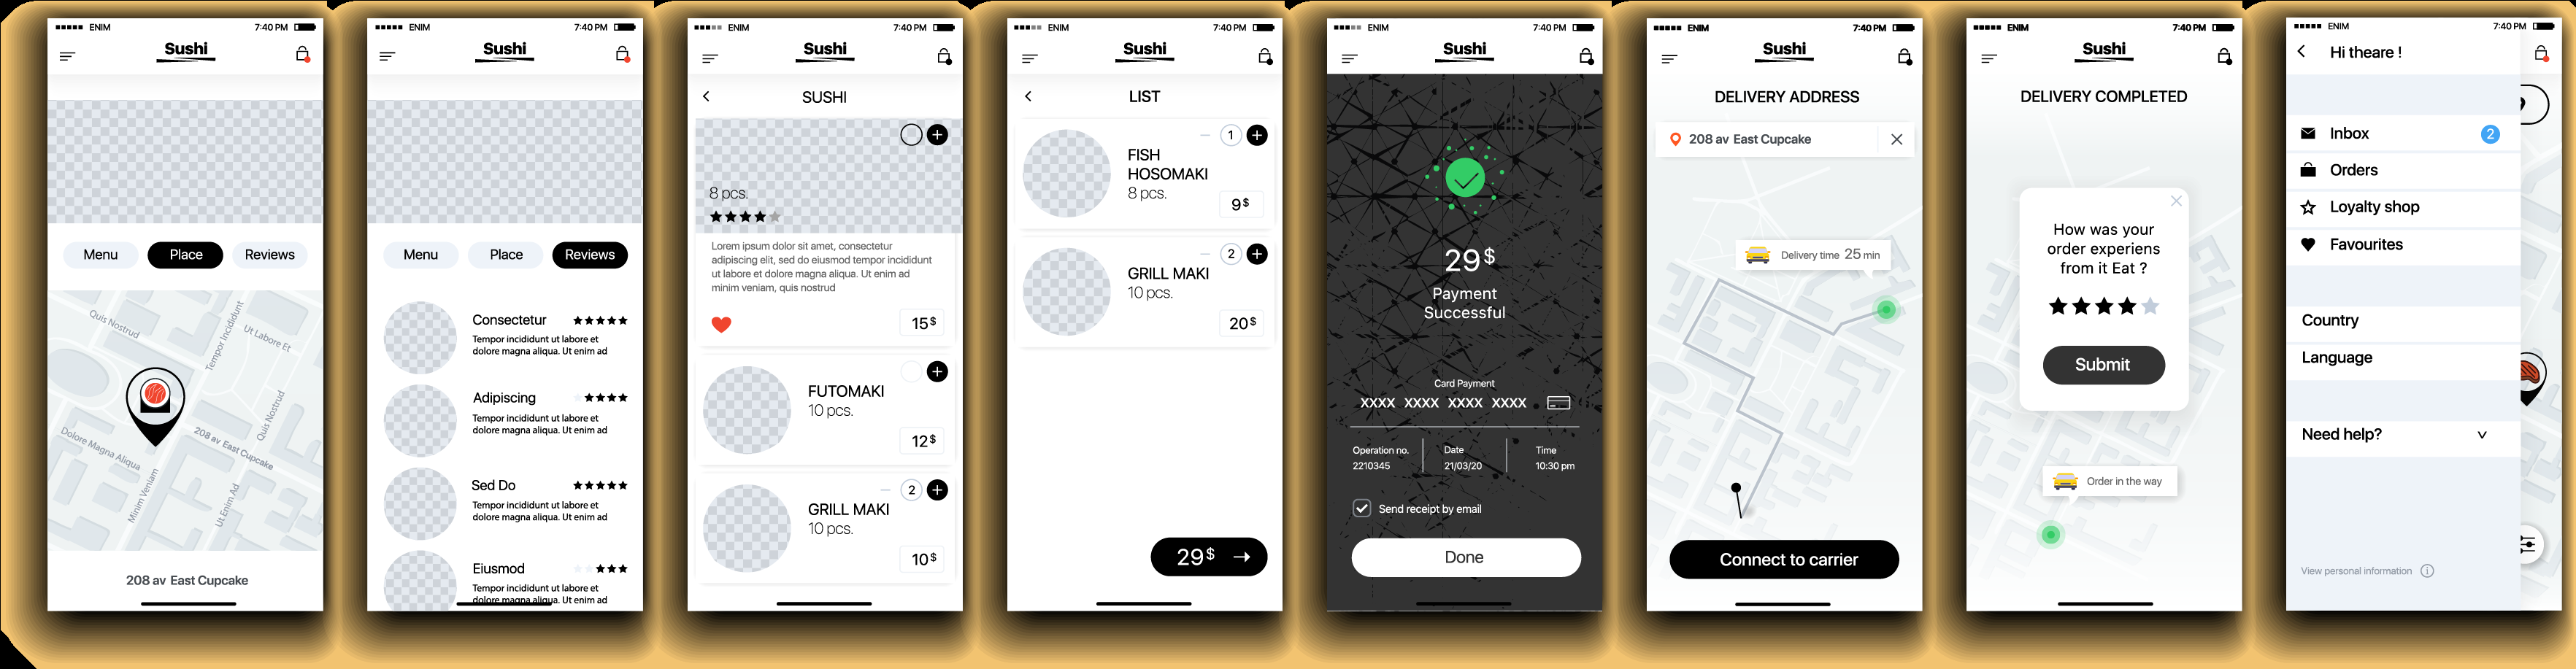 ENIM 7:40 PM
Sushi
Menu Place Reviews
Quis Nostrud
Tempor Incididunt
Ut Labore Et
Quis Nostrud
Dolore Magna Aliqua
208 av East Cupcake
Minim Veniam
Ut Enim Ad
208 av East Cupcake
ENIM 7:40 PM
Sushi
Menu Place Reviews
Consectetur
Tempor incididunt ut labore et
dolore magna aliqua. Ut enim ad
Adipiscing
Tempor incididunt ut labore et
dolore magna aliqua. Ut enim ad
Sed Do
Tempor incididunt ut labore et
dolore magna aliqua. Ut enim ad
Eiusmod
Tempor incididunt ut labore et
dolore magna aliqua. Ut enim ad
ENIM 7:40 PM
Sushi
SUSHI
8 pcs.
Lorem ipsum dolor sit amet, consectetur
adipiscing elit, sed do eiusmod tempor incididunt
ut labore et dolore magna aliqua. Ut enim ad
minim veniam, quis nostrud
15$
FUTOMAKI
10 pcs.
12$
2
GRILL MAKI
10 pcs.
10$
ENIM 7:40 PM
Sushi
LIST
1
FISH
HOSOMAKI
8 pcs.
9$
2
GRILL MAKI
10 pcs.
20$
29$ →
ENIM 7:40 PM
Sushi
29$
Payment
Successful
Card Payment
XXXX XXXX XXXX XXXX
Operation no. Date Time
2210345 21/03/20 10:30 pm
Send receipt by email
Done
ENIM 7:40 PM
Sushi
DELIVERY ADDRESS
208 av East Cupcake
Delivery time 25 min
Connect to carrier
ENIM 7:40 PM
Sushi
DELIVERY COMPLETED
How was your
order experiens
from it Eat ?
Submit
Order in the way
ENIM 7:40 PM
Hi theare !
Inbox 2
Orders
Loyalty shop
Favourites
Country
Language
Need help?
View personal information